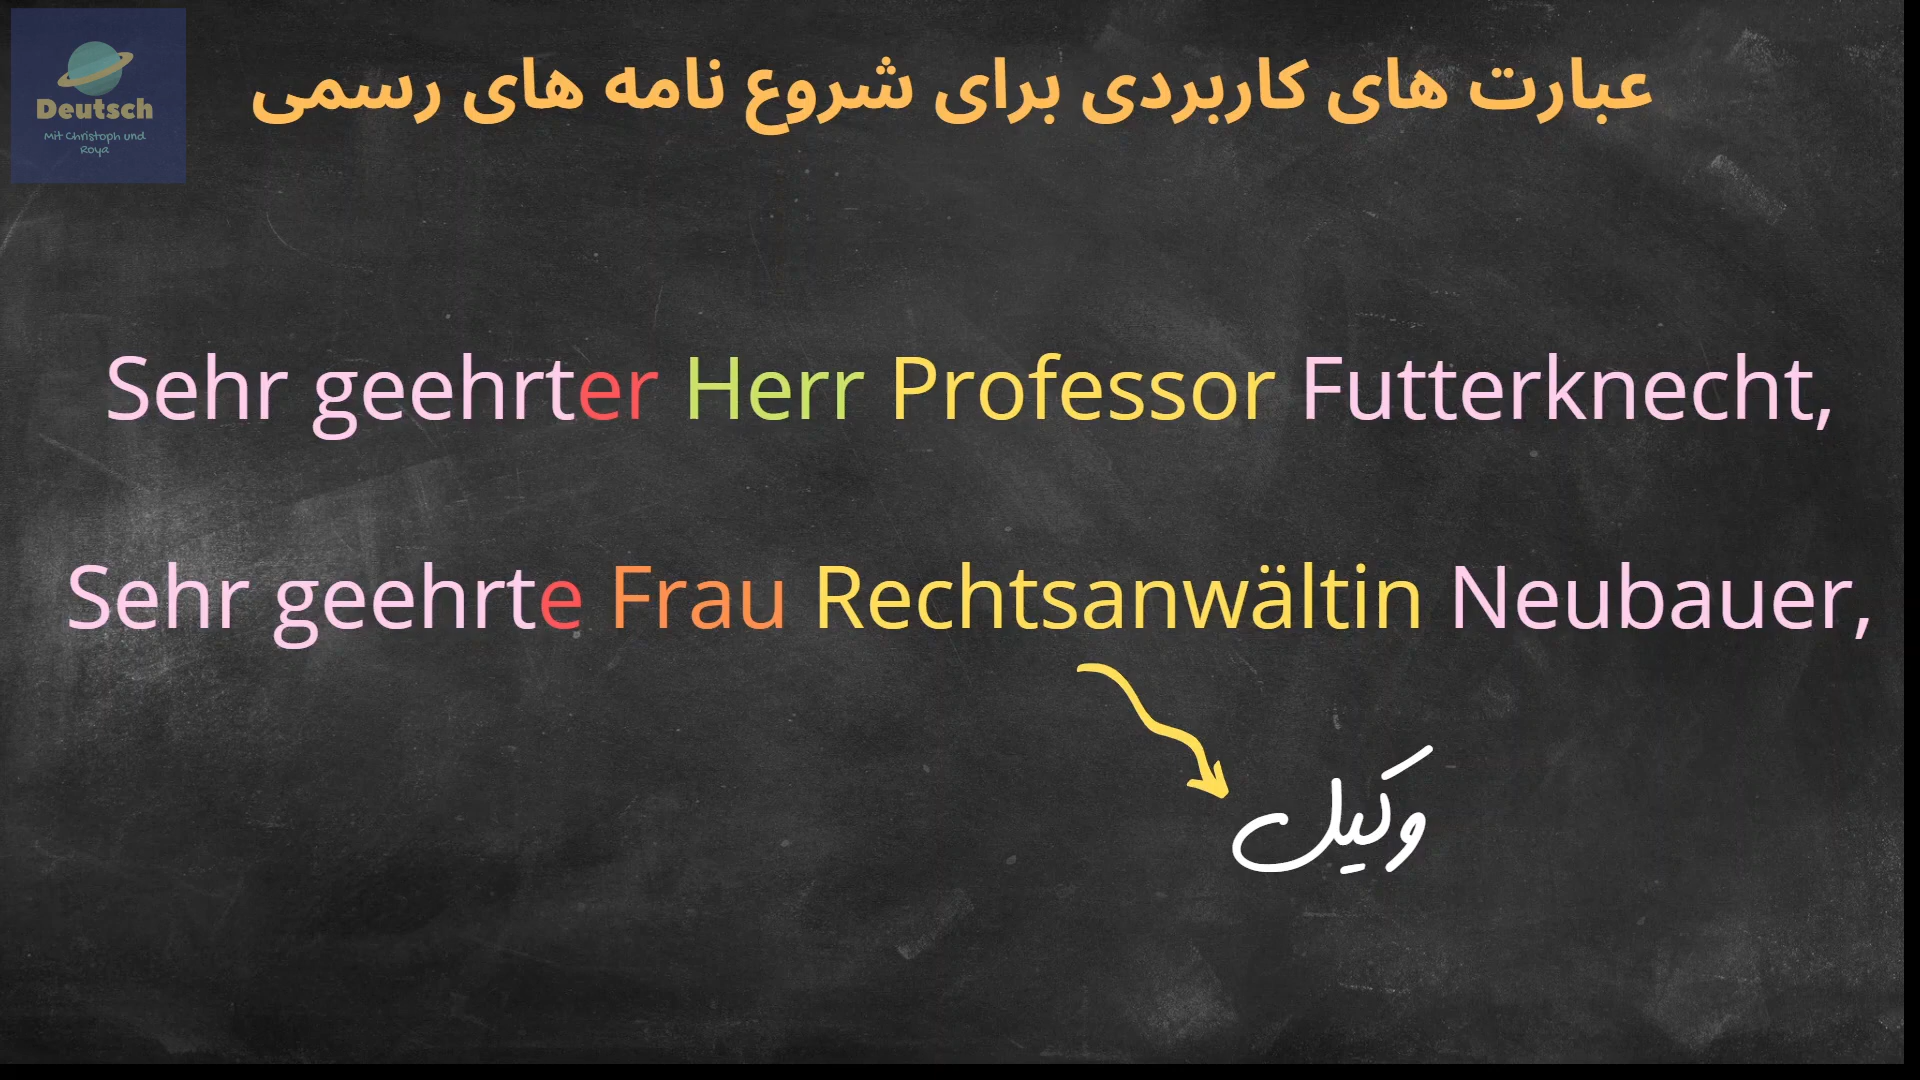 Deutsch
Mit Christoph und
Roya
عبارت های کاربردی برای شروع نامه های رسمی
Sehr geehrter Herr Professor Futterknecht,
Sehr geehrte Frau Rechtsanwältin Neubauer,
وکیل